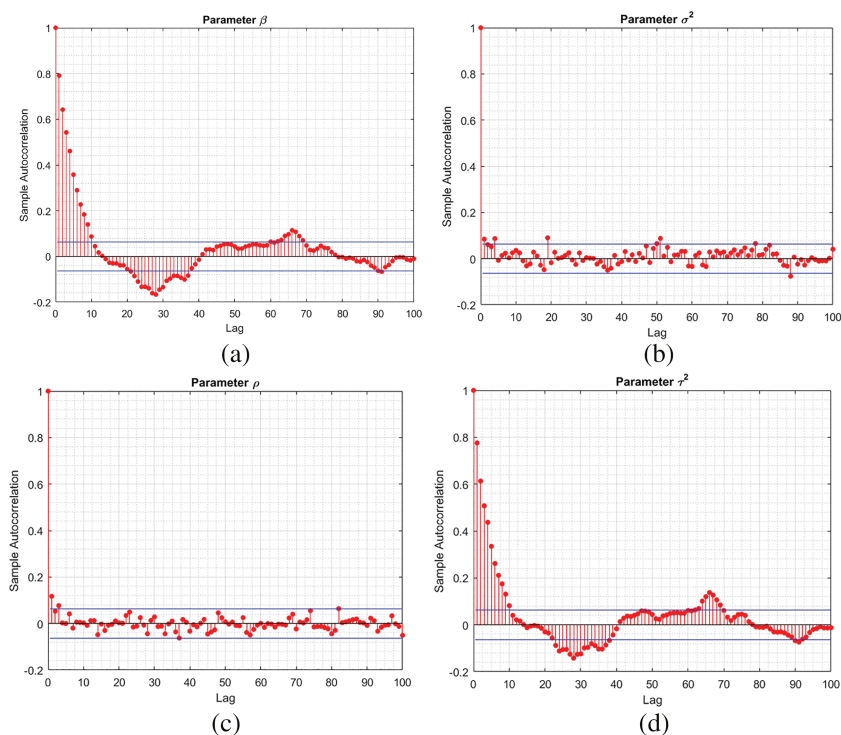 Parameter β
1
0.8
0.6
0.4
0.2
0
-0.2
Sample Autocorrelation
0 10 20 30 40 50 60 70 80 90 100
Lag
(a)
Parameter σ²
1
0.8
0.6
0.4
0.2
0
-0.2
Sample Autocorrelation
0 10 20 30 40 50 60 70 80 90 100
Lag
(b)
Parameter ρ
1
0.8
0.6
0.4
0.2
0
-0.2
Sample Autocorrelation
0 10 20 30 40 50 60 70 80 90 100
Lag
(c)
Parameter τ²
1
0.8
0.6
0.4
0.2
0
-0.2
Sample Autocorrelation
0 10 20 30 40 50 60 70 80 90 100
Lag
(d)